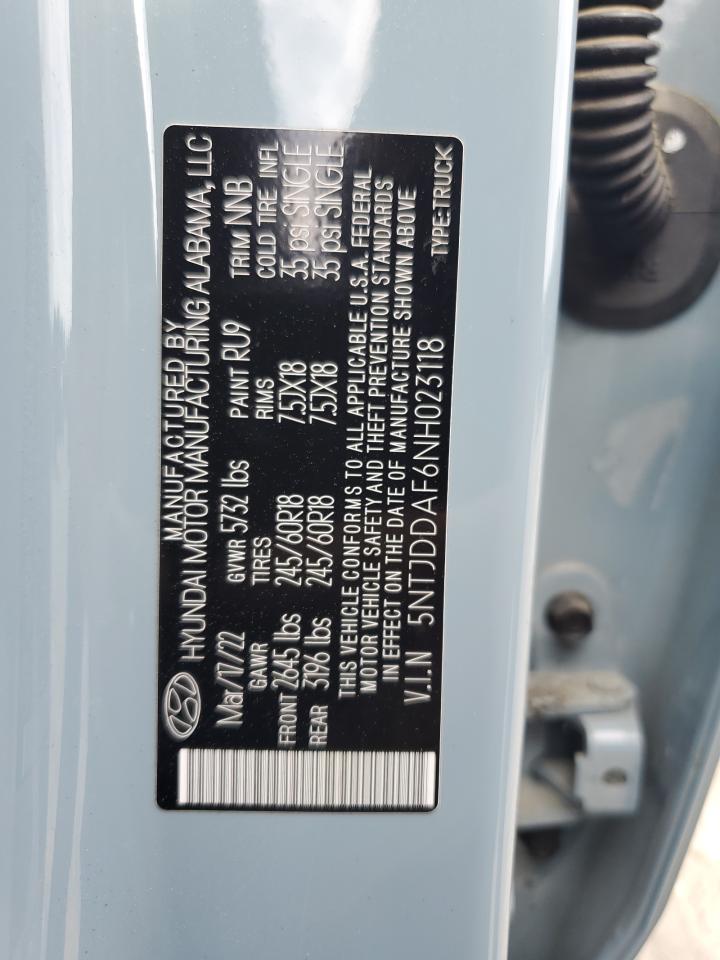 MANUFACTURED BY
HYUNDAI MOTOR MANUFACTURING ALABAMA, LLC
Mar/17/22 GVWR 5732 lbs PAINT RU9 TRIM NNB
GAWR TIRES RIMS COLD TIRE INFL
FRONT 2645 lbs 245/60R18 7.5JX18 35 psi SINGLE
REAR 3196 lbs 245/60R18 7.5JX18 35 psi SINGLE
THIS VEHICLE CONFORMS TO ALL APPLICABLE U.S.A. FEDERAL
MOTOR VEHICLE SAFETY AND THEFT PREVENTION STANDARDS
IN EFFECT ON THE DATE OF MANUFACTURE SHOWN ABOVE
V.I.N 5NTJDDAF6NH023118 TYPE:TRUCK